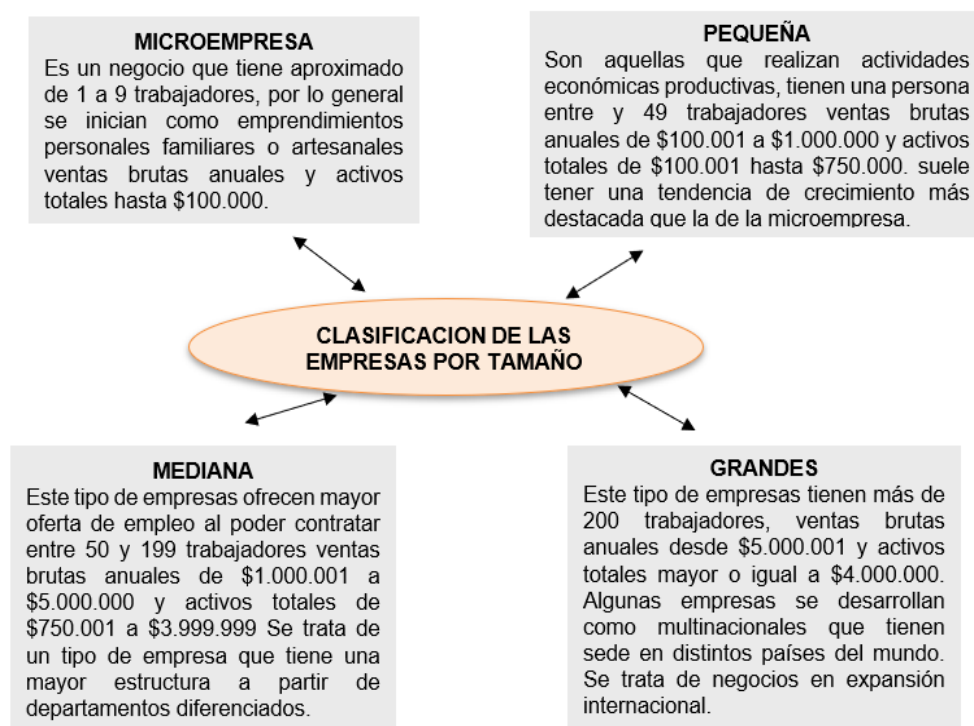 MICROEMPRESA
Es un negocio que tiene aproximado
de 1 a 9 trabajadores, por lo general
se inician como emprendimientos
personales familiares o artesanales
ventas brutas anuales y activos
totales hasta $100.000.
PEQUEÑA
Son aquellas que realizan actividades
económicas productivas, tienen una persona
entre y 49 trabajadores ventas brutas
anuales de $100.001 a $1.000.000 y activos
totales de $100.001 hasta $750.000. suele
tener una tendencia de crecimiento más
destacada que la de la microempresa.
CLASIFICACION DE LAS
EMPRESAS POR TAMAÑO
MEDIANA
Este tipo de empresas ofrecen mayor
oferta de empleo al poder contratar
entre 50 y 199 trabajadores ventas
brutas anuales de $1.000.001 a
$5.000.000 y activos totales de
$750.001 a $3.999.999 Se trata de
un tipo de empresa que tiene una
mayor estructura a partir de
departamentos diferenciados.
GRANDES
Este tipo de empresas tienen más de
200 trabajadores, ventas brutas
anuales desde $5.000.001 y activos
totales mayor o igual a $4.000.000.
Algunas empresas se desarrollan
como multinacionales que tienen
sede en distintos países del mundo.
Se trata de negocios en expansión
internacional.